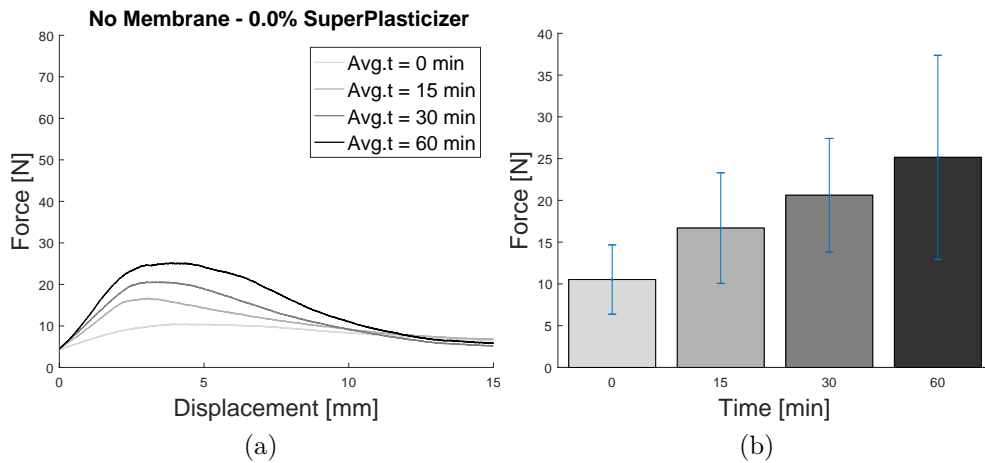 No Membrane - 0.0% SuperPlasticizer
80
70
60
50
40
30
20
10
0
Force [N]
Avg.t = 0 min
Avg.t = 15 min
Avg.t = 30 min
Avg.t = 60 min
0 5 10 15
Displacement [mm]
(a)
40
35
30
25
20
15
10
5
0
Force [N]
0 15 30 60
Time [min]
(b)